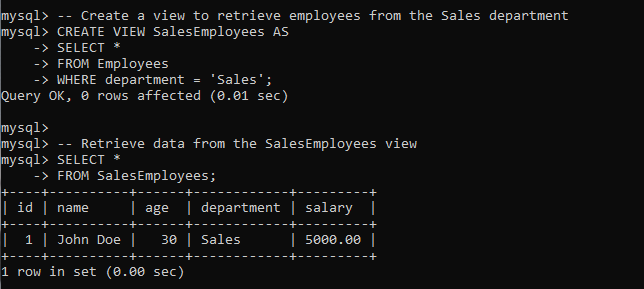 mysql> -- Create a view to retrieve employees from the Sales department
mysql> CREATE VIEW SalesEmployees AS
    -> SELECT *
    -> FROM Employees
    -> WHERE department = 'Sales';
Query OK, 0 rows affected (0.01 sec)

mysql>
mysql> -- Retrieve data from the SalesEmployees view
mysql> SELECT *
    -> FROM SalesEmployees;
+----+----------+------+------------+---------+
| id | name     | age  | department | salary  |
+----+----------+------+------------+---------+
|  1 | John Doe |   30 | Sales      | 5000.00 |
+----+----------+------+------------+---------+
1 row in set (0.00 sec)